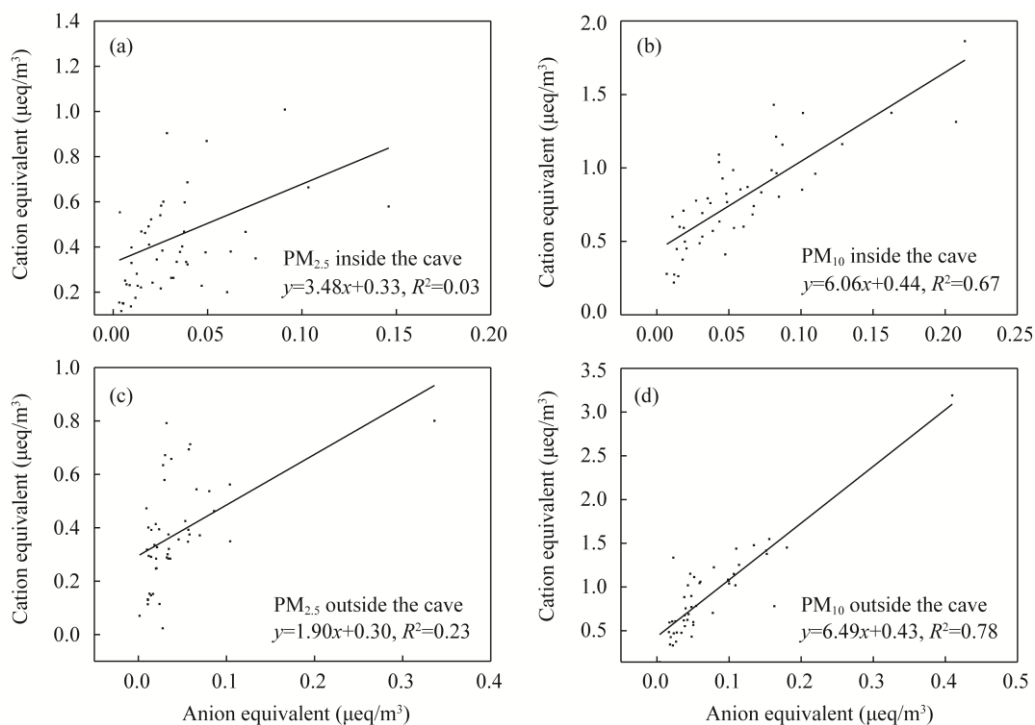 (a)
Cation equivalent (μeq/m³)
1.4
1.2
1.0
0.8
0.6
0.4
0.2
PM₂.₅ inside the cave
y=3.48x+0.33, R²=0.03
0.00 0.05 0.10 0.15 0.20
(b)
Cation equivalent (μeq/m³)
2.0
1.5
1.0
0.5
0.0
PM₁₀ inside the cave
y=6.06x+0.44, R²=0.67
0.00 0.05 0.10 0.15 0.20 0.25
(c)
Cation equivalent (μeq/m³)
1.0
0.8
0.6
0.4
0.2
0.0
PM₂.₅ outside the cave
y=1.90x+0.30, R²=0.23
0.0 0.1 0.2 0.3 0.4
Anion equivalent (μeq/m³)
(d)
Cation equivalent (μeq/m³)
3.5
3.0
2.5
2.0
1.5
1.0
0.5
PM₁₀ outside the cave
y=6.49x+0.43, R²=0.78
0.0 0.1 0.2 0.3 0.4 0.5
Anion equivalent (μeq/m³)